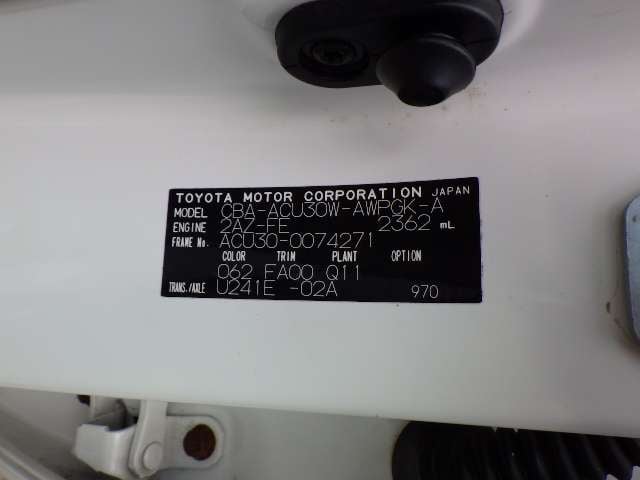 TOYOTA MOTOR CORPORATION JAPAN
MODEL CBA-ACU30W-AWPGK-A
ENGINE 2AZ-FE 2362 mL
FRAME No. ACU30-0074271
COLOR TRIM PLANT OPTION
062 FA00 Q11
TRANS./AXLE U241E -02A 970